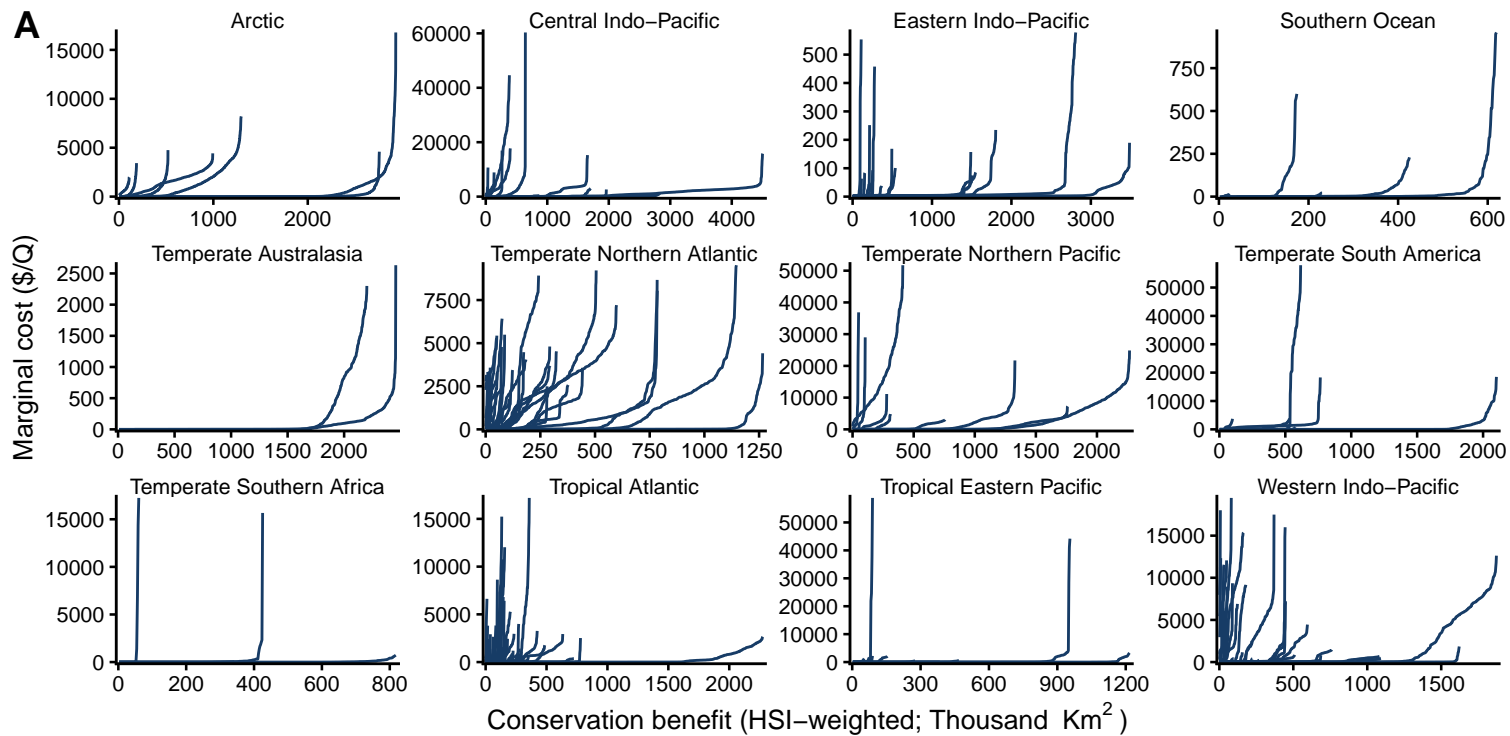 A
Arctic
Central Indo−Pacific
Eastern Indo−Pacific
Southern Ocean
15000
10000
5000
0
0 1000 2000
60000
40000
20000
0
0 1000 2000 3000 4000
500
400
300
200
100
0
0 1000 2000 3000
750
500
250
0
0 200 400 600
Marginal cost ($/Q)
Temperate Australasia
Temperate Northern Atlantic
Temperate Northern Pacific
Temperate South America
2500
2000
1500
1000
500
0
0 500 1000 1500 2000
7500
5000
2500
0
0 250 500 750 1000 1250
50000
40000
30000
20000
10000
0
0 500 1000 1500 2000
50000
40000
30000
20000
10000
0
0 500 1000 1500 2000
Temperate Southern Africa
Tropical Atlantic
Tropical Eastern Pacific
Western Indo−Pacific
15000
10000
5000
0
0 200 400 600 800
15000
10000
5000
0
0 500 1000 1500 2000
50000
40000
30000
20000
10000
0
0 300 600 900 1200
15000
10000
5000
0
0 500 1000 1500
Conservation benefit (HSI−weighted; Thousand Km²)